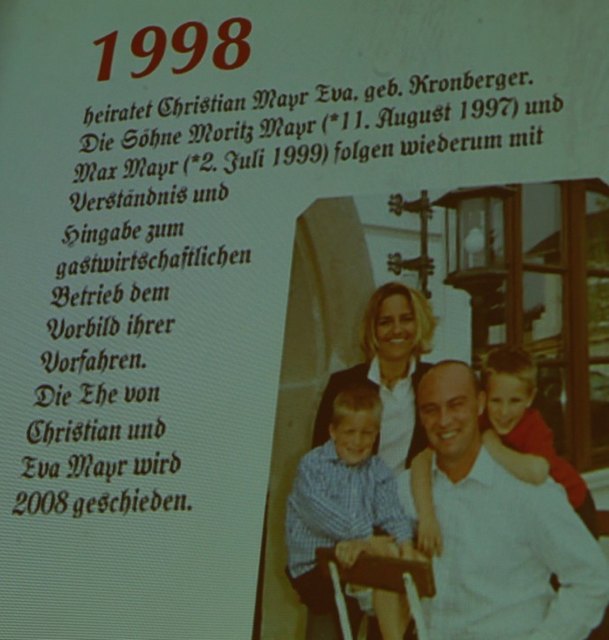 1998
heiratet Christian Mayr Eva, geb. Kronberger.
Die Söhne Moritz Mayr (*11. August 1997) und
Max Mayr (*2. Juli 1999) folgen wiederum mit
Verständnis und
Hingabe zum
gastwirtschaftlichen
Betrieb dem
Vorbild ihrer
Vorfahren.
Die Ehe von
Christian und
Eva Mayr wird
2008 geschieden.